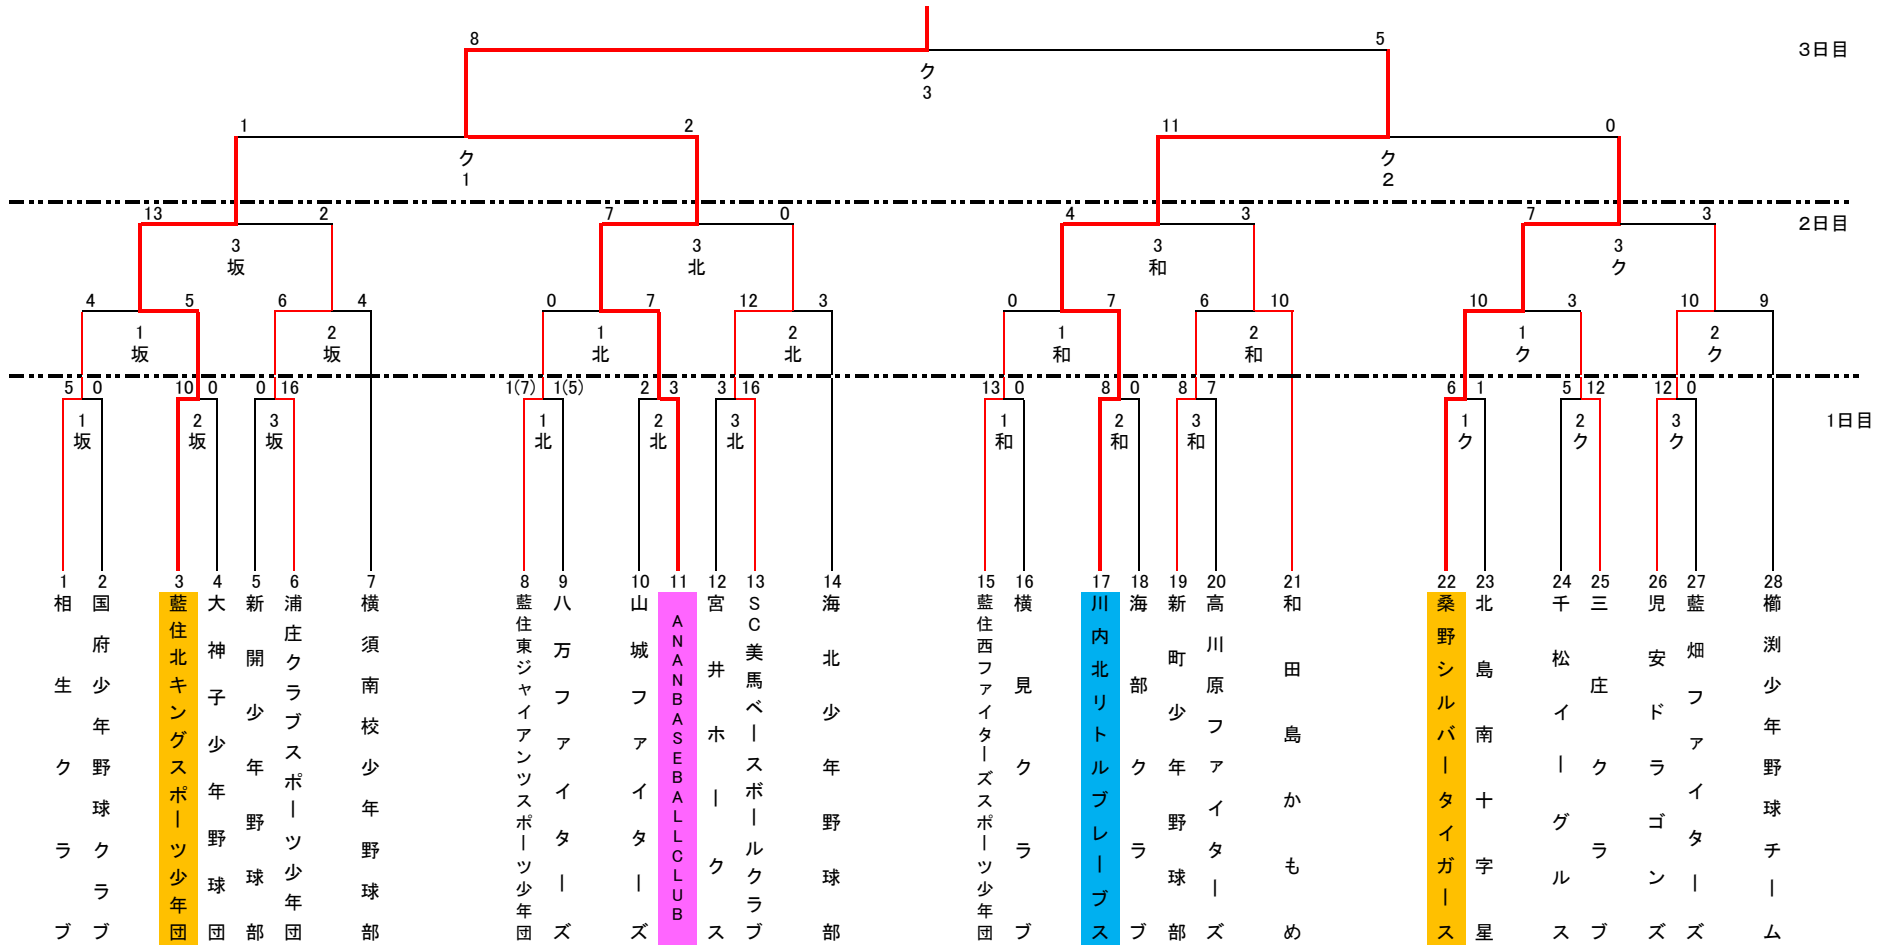 8 5
3日目
ク
3
1 2 11 0
ク ク
1 2
13 2 7 0 4 3 7 3
2日目
3 3 3 3
坂 北 和 ク
4 5 6 4 0 7 12 3 0 7 6 10 10 3 10 9
1 2 1 2 1 2 1 2
坂 坂 北 北 和 和 ク ク
5 0 10 0 0 16 1(7) 1(5) 2 3 3 16 13 0 8 0 8 7 6 1 5 12 12 0
1日目
1 2 3 1 2 3 1 2 3 1 2 3
坂 坂 坂 北 北 北 和 和 和 ク ク ク
1 相生クラブ
2 国府少年野球クラブ
3 藍住北キングスポーツ少年団
4 大神子少年野球団
5 新開少年野球部
6 浦庄クラブスポーツ少年団
7 横須南校少年野球部
8 藍住東ジャイアンツスポーツ少年団
9 八万ファイターズ
10 山城ファイターズ
11 ANANBASEBALLCLUB
12 宮井ホークス
13 SC美馬ベースボールクラブ
14 海北少年野球部
15 藍住西ファイターズスポーツ少年団
16 横見クラブ
17 川内北リトルブレーブス
18 海部クラブ
19 新町少年野球部
20 高川原ファイターズ
21 和田島かもめ
22 桑野シルバータイガース
23 北島南十字星
24 千松イーグルス
25 三庄クラブ
26 児安ドラゴンズ
27 藍畑ファイターズ
28 櫛渕少年野球チーム